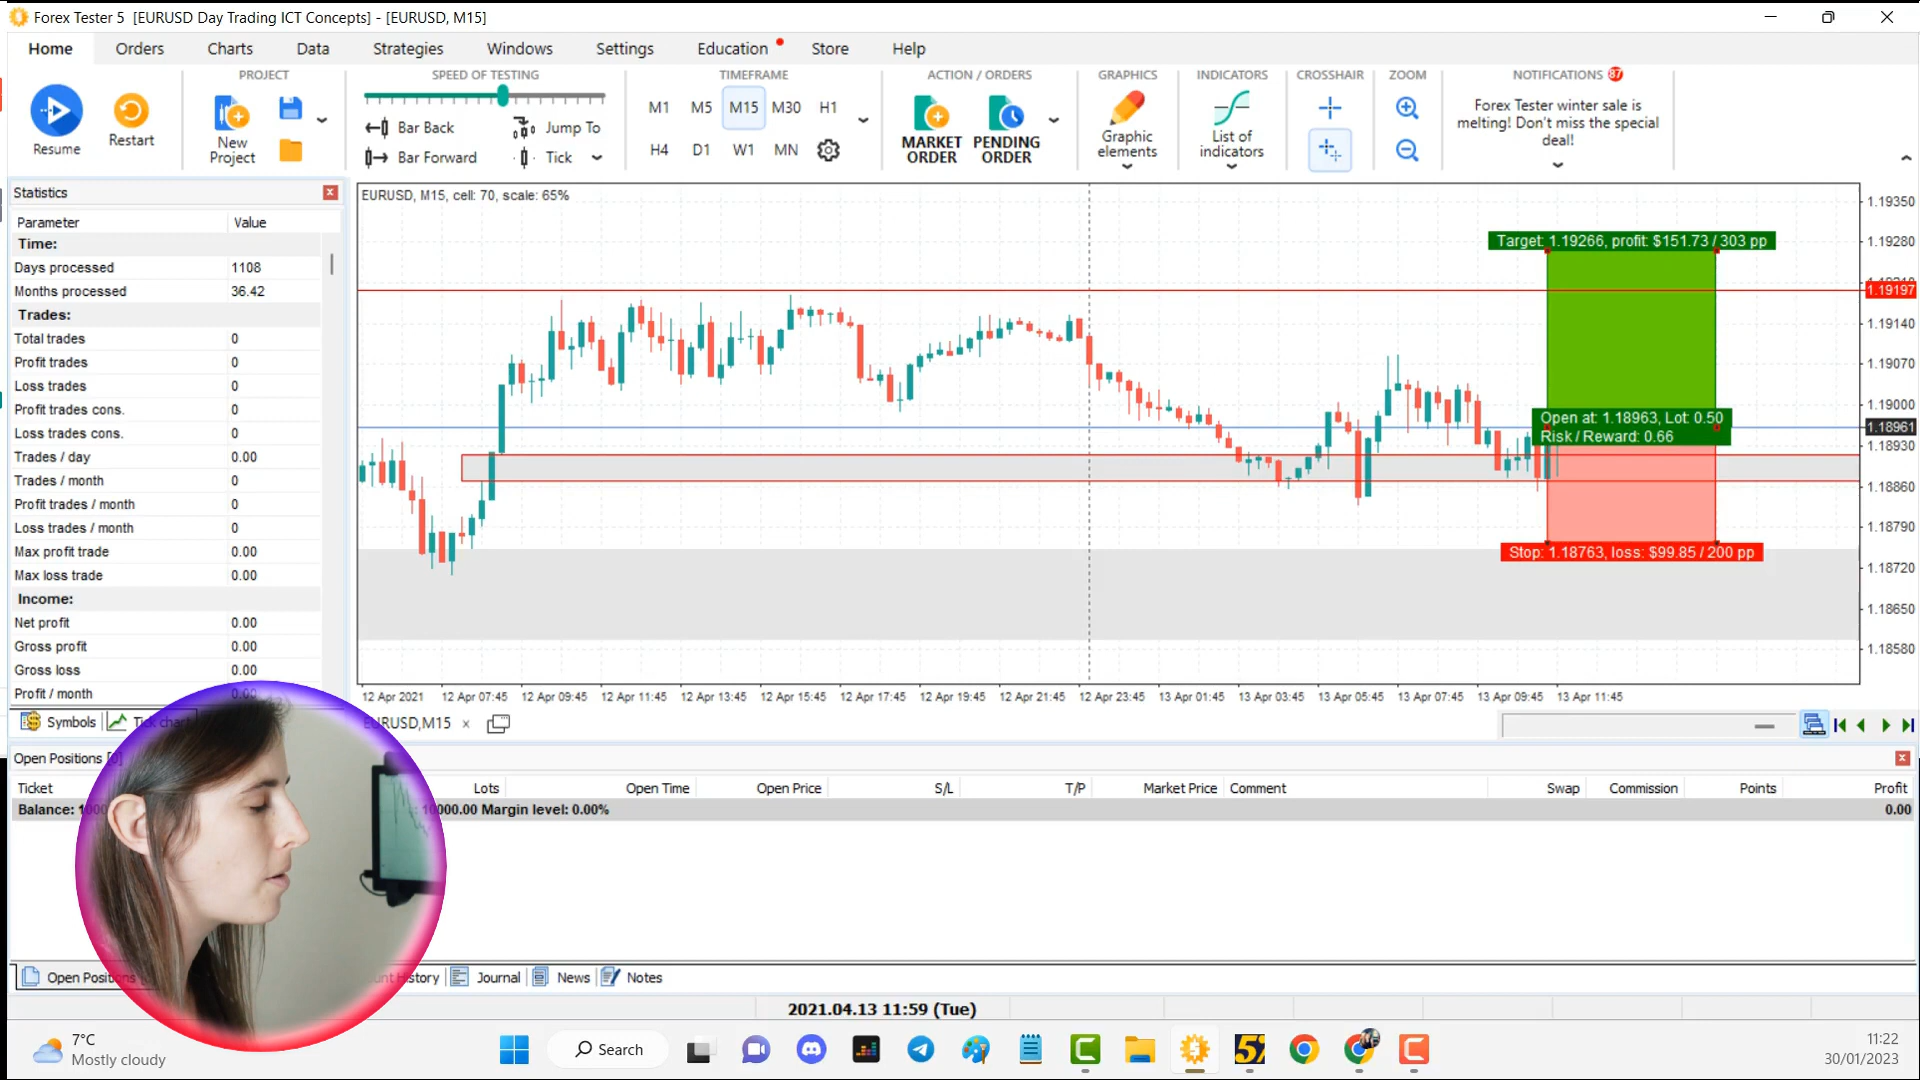 Forex Tester 5 [EURUSD Day Trading ICT Concepts] - [EURUSD, M15]
Home Orders Charts Data Strategies Windows Settings Education Store Help
PROJECT SPEED OF TESTING TIMEFRAME ACTION / ORDERS GRAPHICS INDICATORS CROSSHAIR ZOOM NOTIFICATIONS 87
Resume
Restart
New
Project
Bar Back
Jump To
Bar Forward
Tick
M1 M5 M15 M30 H1
H4 D1 W1 MN
MARKET
ORDER
PENDING
ORDER
Graphic
elements
List of
indicators
Forex Tester winter sale is
melting! Don't miss the special
deal!
Statistics
Parameter Value
Time:
Days processed 1108
Months processed 36.42
Trades:
Total trades 0
Profit trades 0
Loss trades 0
Profit trades cons. 0
Loss trades cons. 0
Trades / day 0.00
Trades / month 0
Profit trades / month 0
Loss trades / month 0
Max profit trade 0.00
Max loss trade 0.00
Income:
Net profit 0.00
Gross profit 0.00
Gross loss 0.00
Profit / month
Symbols Tick chart
EURUSD, M15, cell: 70, scale: 65%
Target: 1.19266, profit: $151.73 / 303 pp
Open at: 1.18963, Lot: 0.50
Risk / Reward: 0.66
Stop: 1.18763, loss: $99.85 / 200 pp
1.19350
1.19280
1.19197
1.19140
1.19070
1.19000
1.18961
1.18930
1.18860
1.18790
1.18720
1.18650
1.18580
12 Apr 2021 12 Apr 07:45 12 Apr 09:45 12 Apr 11:45 12 Apr 13:45 12 Apr 15:45 12 Apr 17:45 12 Apr 19:45 12 Apr 21:45 12 Apr 23:45 13 Apr 01:45 13 Apr 03:45 13 Apr 05:45 13 Apr 07:45 13 Apr 09:45 13 Apr 11:45
EURUSD,M15
Open Positions
Ticket Lots Open Time Open Price S/L T/P Market Price Comment Swap Commission Points Profit
Balance: 10000.00 Margin level: 0.00% 0.00
Open Positions History Journal News Notes
2021.04.13 11:59 (Tue)
7°C
Mostly cloudy
Search
11:22
30/01/2023